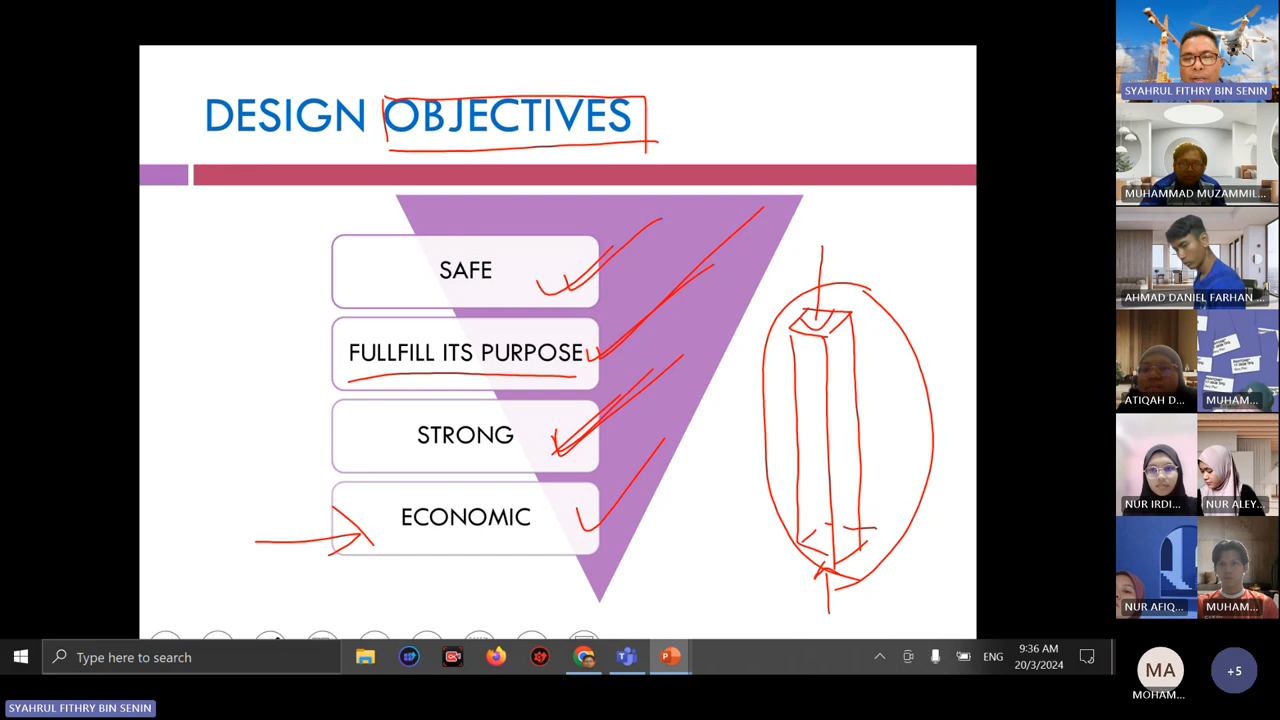 DESIGN OBJECTIVES
SAFE
FULLFILL ITS PURPOSE
STRONG
ECONOMIC
SYAHRUL FITHRY BIN SENIN
MUHAMMAD MUZAMMIL...
AHMAD DANIEL FARHAN ...
ATIQAH D...
MUHAM...
NUR IRDI...
NUR ALEY...
NUR AFIQ...
MUHAM...
MA
MOHAM...
+5
Type here to search
ENG
9:36 AM
20/3/2024
SYAHRUL FITHRY BIN SENIN